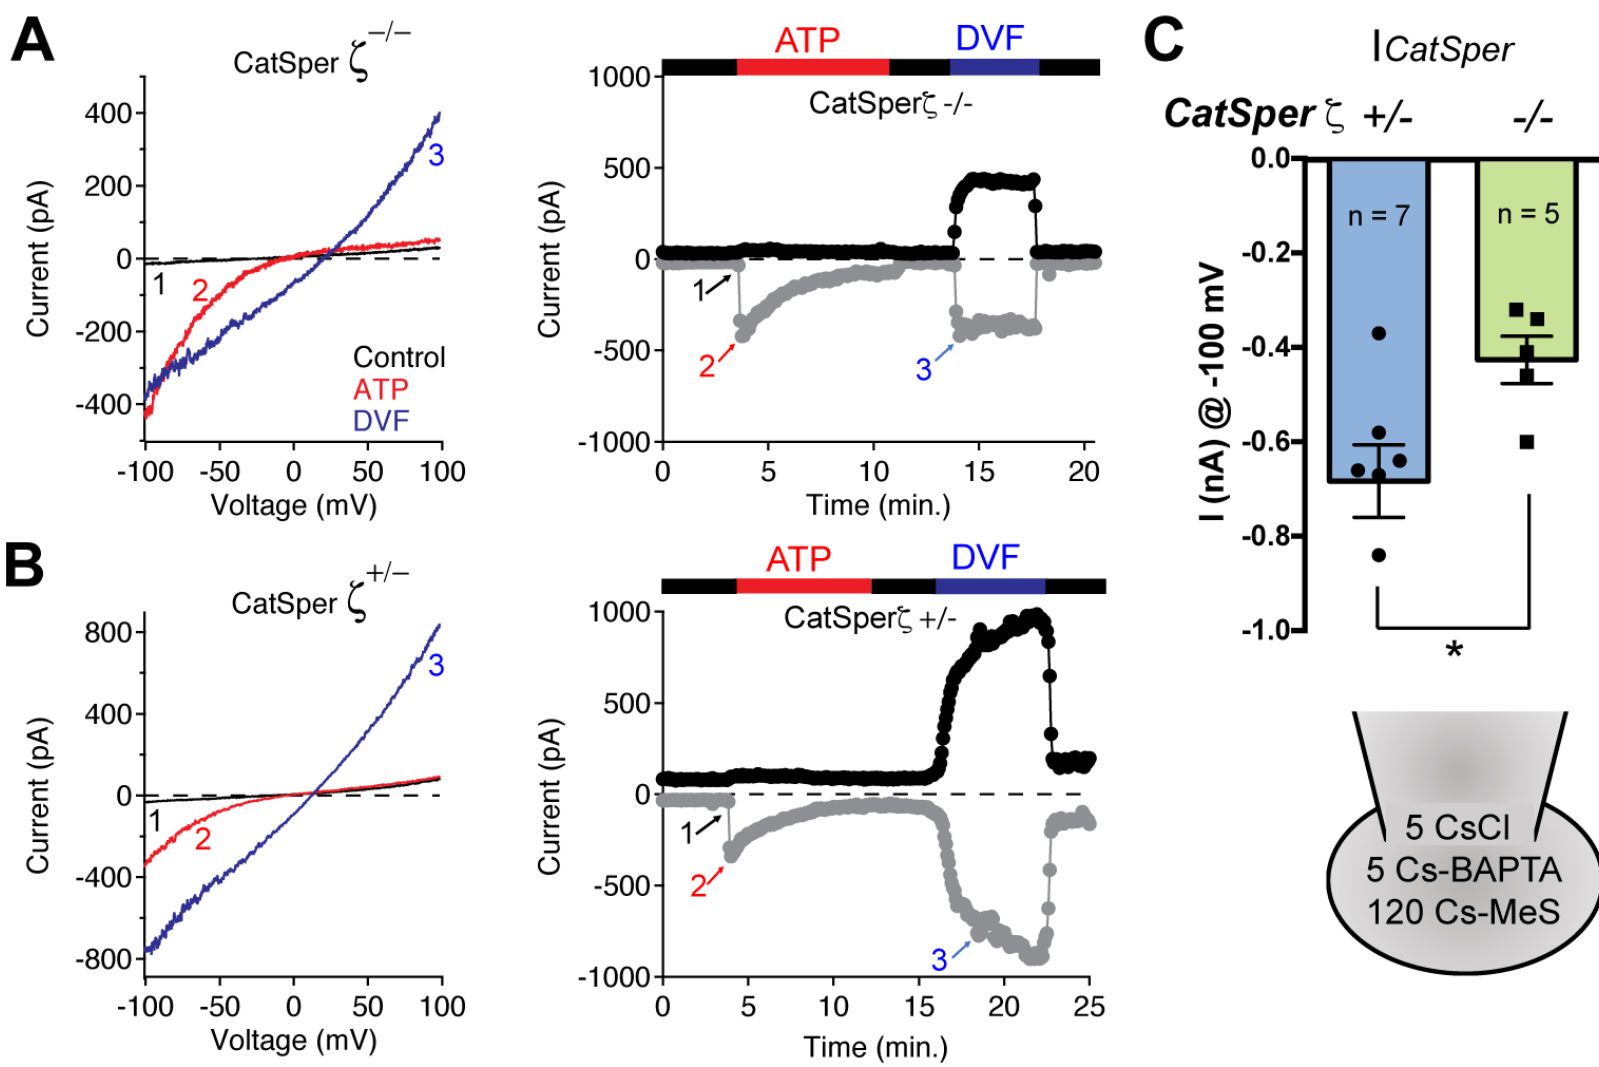 A
CatSper ζ −/−
400
200
0
-200
-400
Current (pA)
1
2
3
Control
ATP
DVF
-100 -50 0 50 100
Voltage (mV)
ATP DVF
CatSperζ -/-
1000
500
0
-500
-1000
Current (pA)
1
2
3
0 5 10 15 20
Time (min.)
B
CatSper ζ +/−
800
400
0
-400
-800
Current (pA)
1
2
3
-100 -50 0 50 100
Voltage (mV)
ATP DVF
CatSperζ +/-
1000
500
0
-500
-1000
Current (pA)
1
2
3
0 5 10 15 20 25
Time (min.)
C
ICatSper
CatSper ζ +/- -/-
0.0
-0.2
-0.4
-0.6
-0.8
-1.0
I (nA) @ -100 mV
n = 7 n = 5
*
5 CsCl
5 Cs-BAPTA
120 Cs-MeS